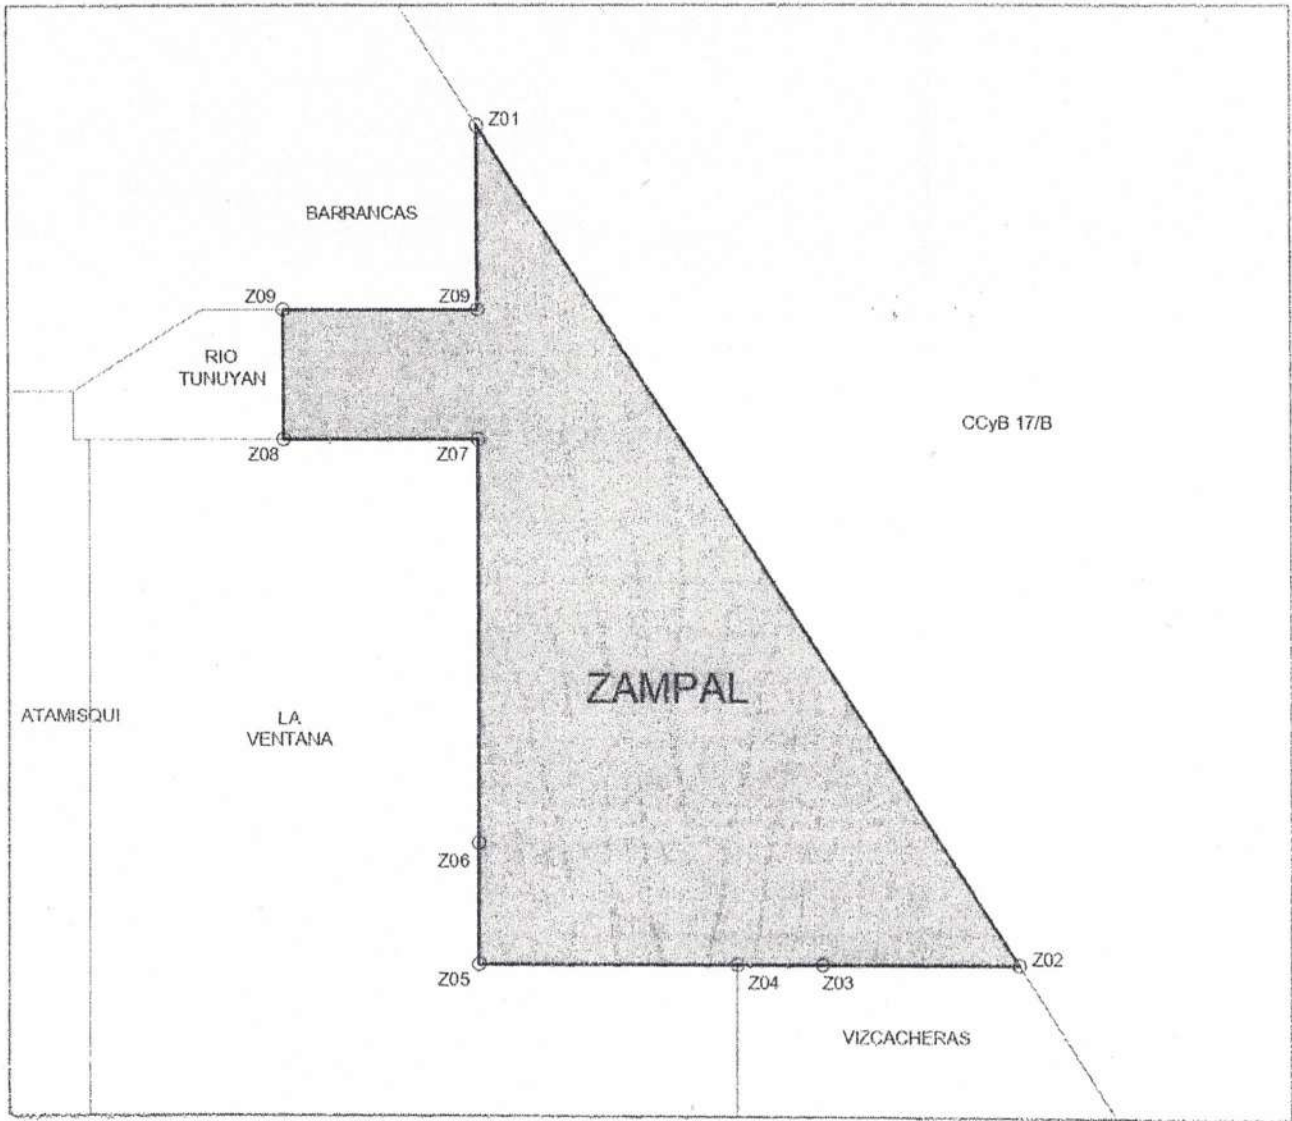 Z01
BARRANCAS
Z09
Z09
RIO
TUNUYAN
CCyB 17/B
Z08
Z07
ZAMPAL
ATAMISQUI
LA
VENTANA
Z06
Z05
Z04
Z03
Z02
VIZCACHERAS